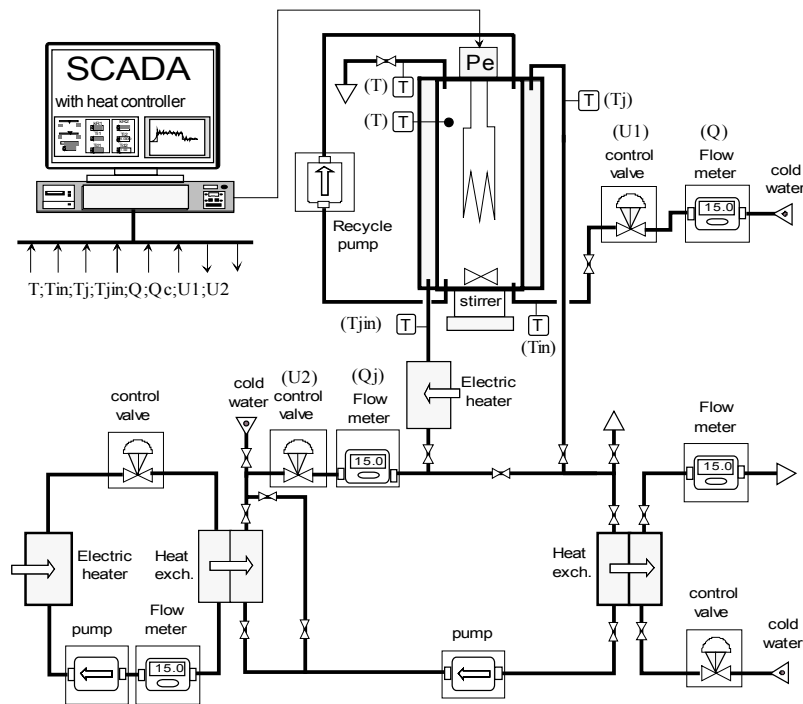 SCADA
with heat controller
Pe
(T)
T
T
(Tj)
(T)
T
(U1)
control
valve
(Q)
Flow
meter
15.0
cold
water
Recycle
pump
T;Tin;Tj;Tjin;Q;Qc;U1;U2
stirrer
(Tjin)
T
T
(Tin)
control
valve
cold
water
(U2)
control
valve
(Qj)
Flow
meter
15.0
Electric
heater
Flow
meter
15.0
Electric
heater
Heat
exch.
Heat
exch.
pump
Flow
meter
15.0
pump
control
valve
cold
water